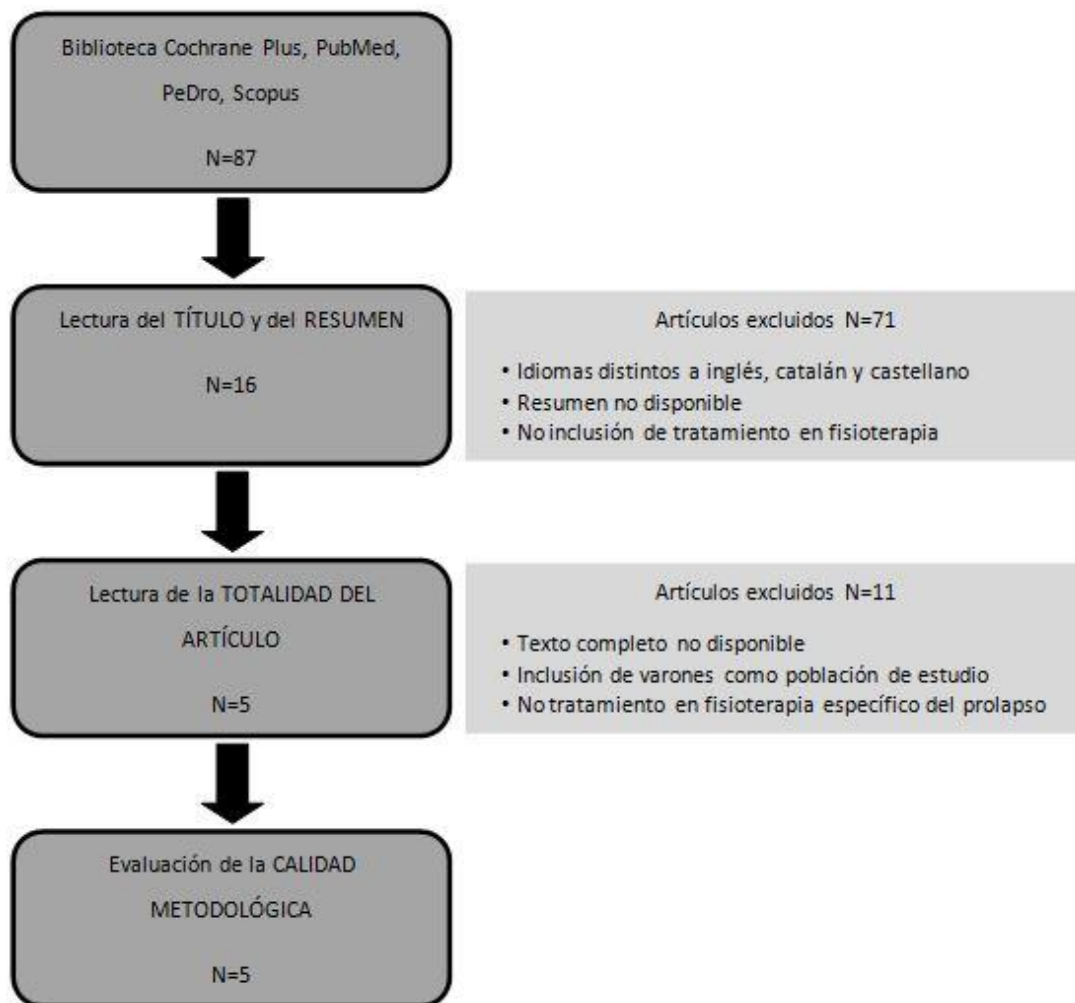 Biblioteca Cochrane Plus, PubMed,
PeDro, Scopus
N=87
Lectura del TÍTULO y del RESUMEN
N=16
Artículos excluidos N=71
• Idiomas distintos a inglés, catalán y castellano
• Resumen no disponible
• No inclusión de tratamiento en fisioterapia
Lectura de la TOTALIDAD DEL
ARTÍCULO
N=5
Artículos excluidos N=11
• Texto completo no disponible
• Inclusión de varones como población de estudio
• No tratamiento en fisioterapia específico del prolapso
Evaluación de la CALIDAD
METODOLÓGICA
N=5